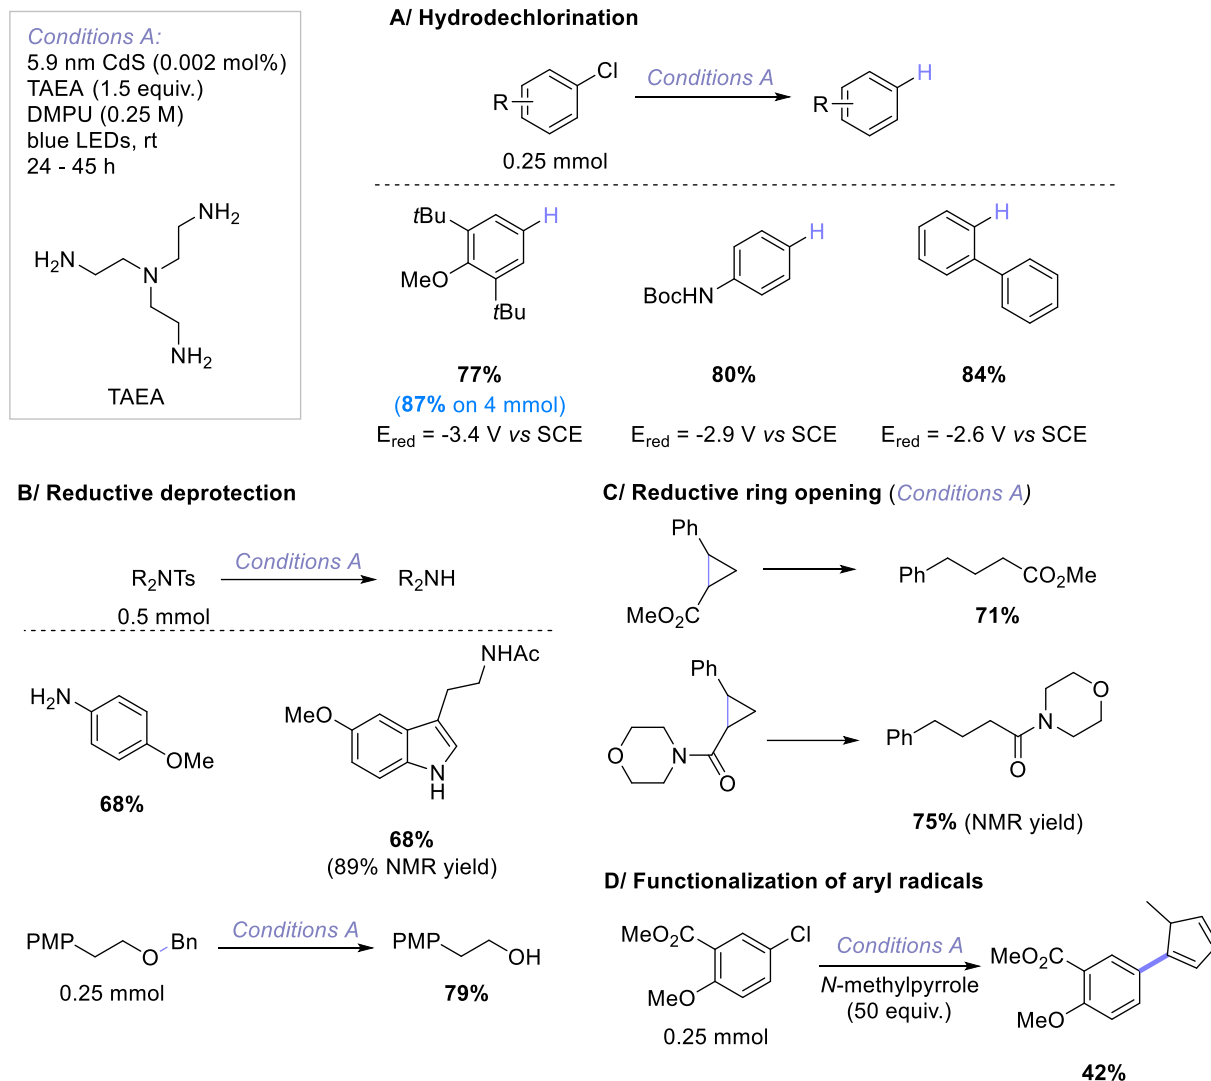 Conditions A:
5.9 nm CdS (0.002 mol%)
TAEA (1.5 equiv.)
DMPU (0.25 M)
blue LEDs, rt
24 - 45 h
NH2
H2N
N
NH2
TAEA
A/ Hydrodechlorination
Cl
R
Conditions A
H
R
0.25 mmol
tBu
H
MeO
tBu
77%
(87% on 4 mmol)
Ered = -3.4 V vs SCE
H
BocHN
80%
Ered = -2.9 V vs SCE
H
84%
Ered = -2.6 V vs SCE
B/ Reductive deprotection
R2NTs
Conditions A
R2NH
0.5 mmol
H2N
OMe
68%
NHAc
MeO
N
H
68%
(89% NMR yield)
PMP
O
Bn
Conditions A
PMP
OH
0.25 mmol
79%
C/ Reductive ring opening (Conditions A)
Ph
MeO2C
Ph
CO2Me
71%
Ph
O
N
O
Ph
O
N
O
75% (NMR yield)
D/ Functionalization of aryl radicals
MeO2C
Cl
MeO
0.25 mmol
Conditions A
N-methylpyrrole
(50 equiv.)
MeO2C
MeO
42%